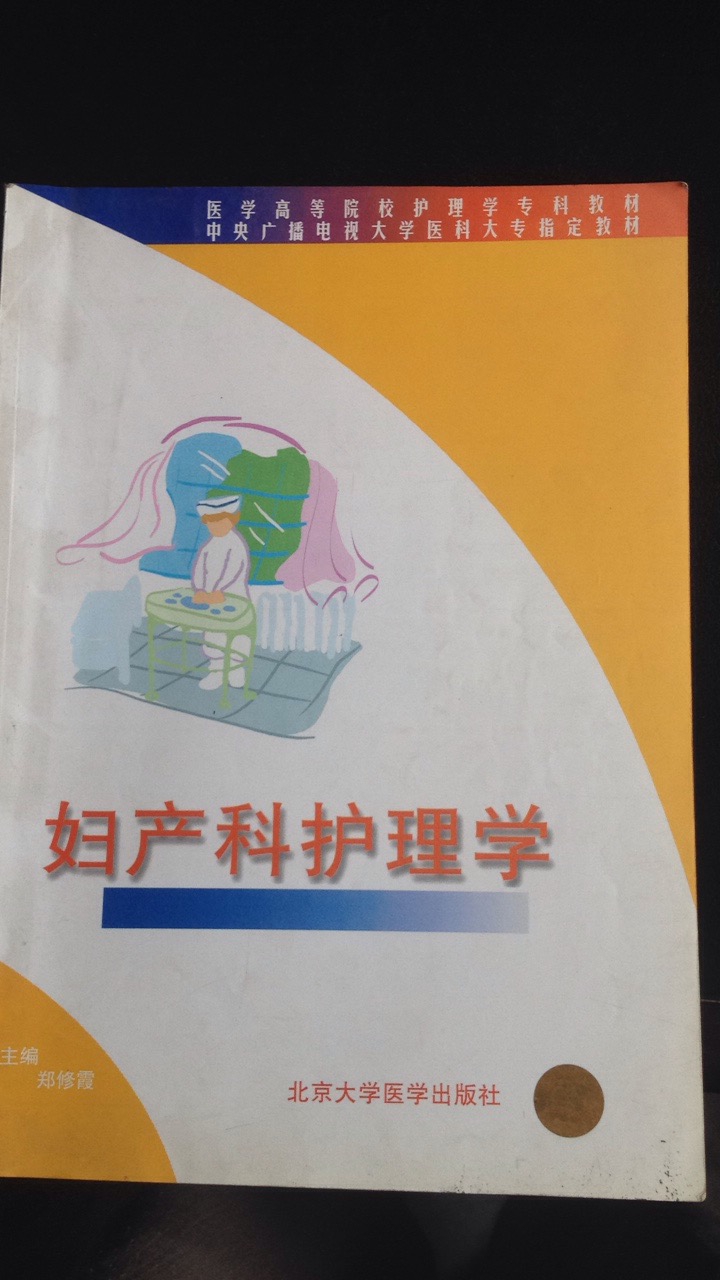 医学高等院校护理学专科教材
中央广播电视大学医科大专指定教材
妇产科护理学
主编
郑修霞
北京大学医学出版社